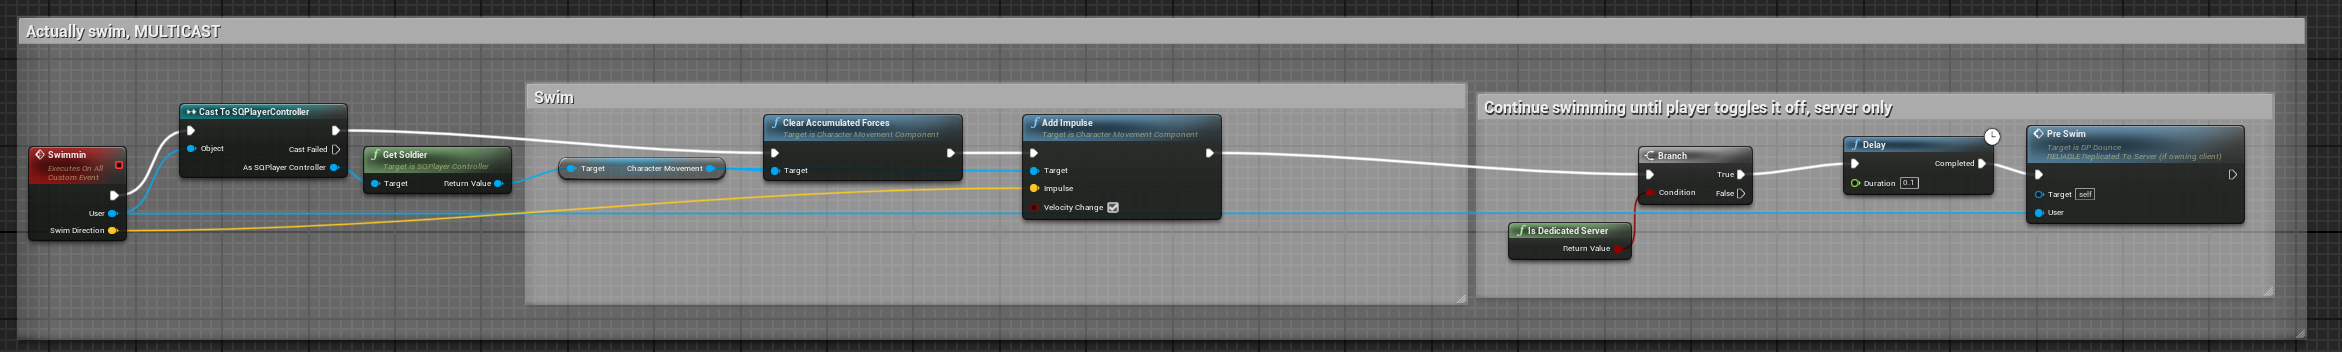 Actually swim, MULTICAST
Swimmin
Executes On All
Custom Event
User
Swim Direction
Cast To SQPlayerController
Object
Cast Failed
As SQPlayer Controller
Get Soldier
Target is SQPlayer Controller
Target
Return Value
Swim
Target
Character Movement
Clear Accumulated Forces
Target is Character Movement Component
Target
Add Impulse
Target is Character Movement Component
Target
Impulse
Velocity Change
Continue swimming until player toggles it off, server only
Is Dedicated Server
Return Value
Branch
True
Condition
False
Delay
Completed
Duration 0.1
Pre Swim
Target is BP Bounce
RELIABLE Replicated To Server (if owning client)
Target self
User